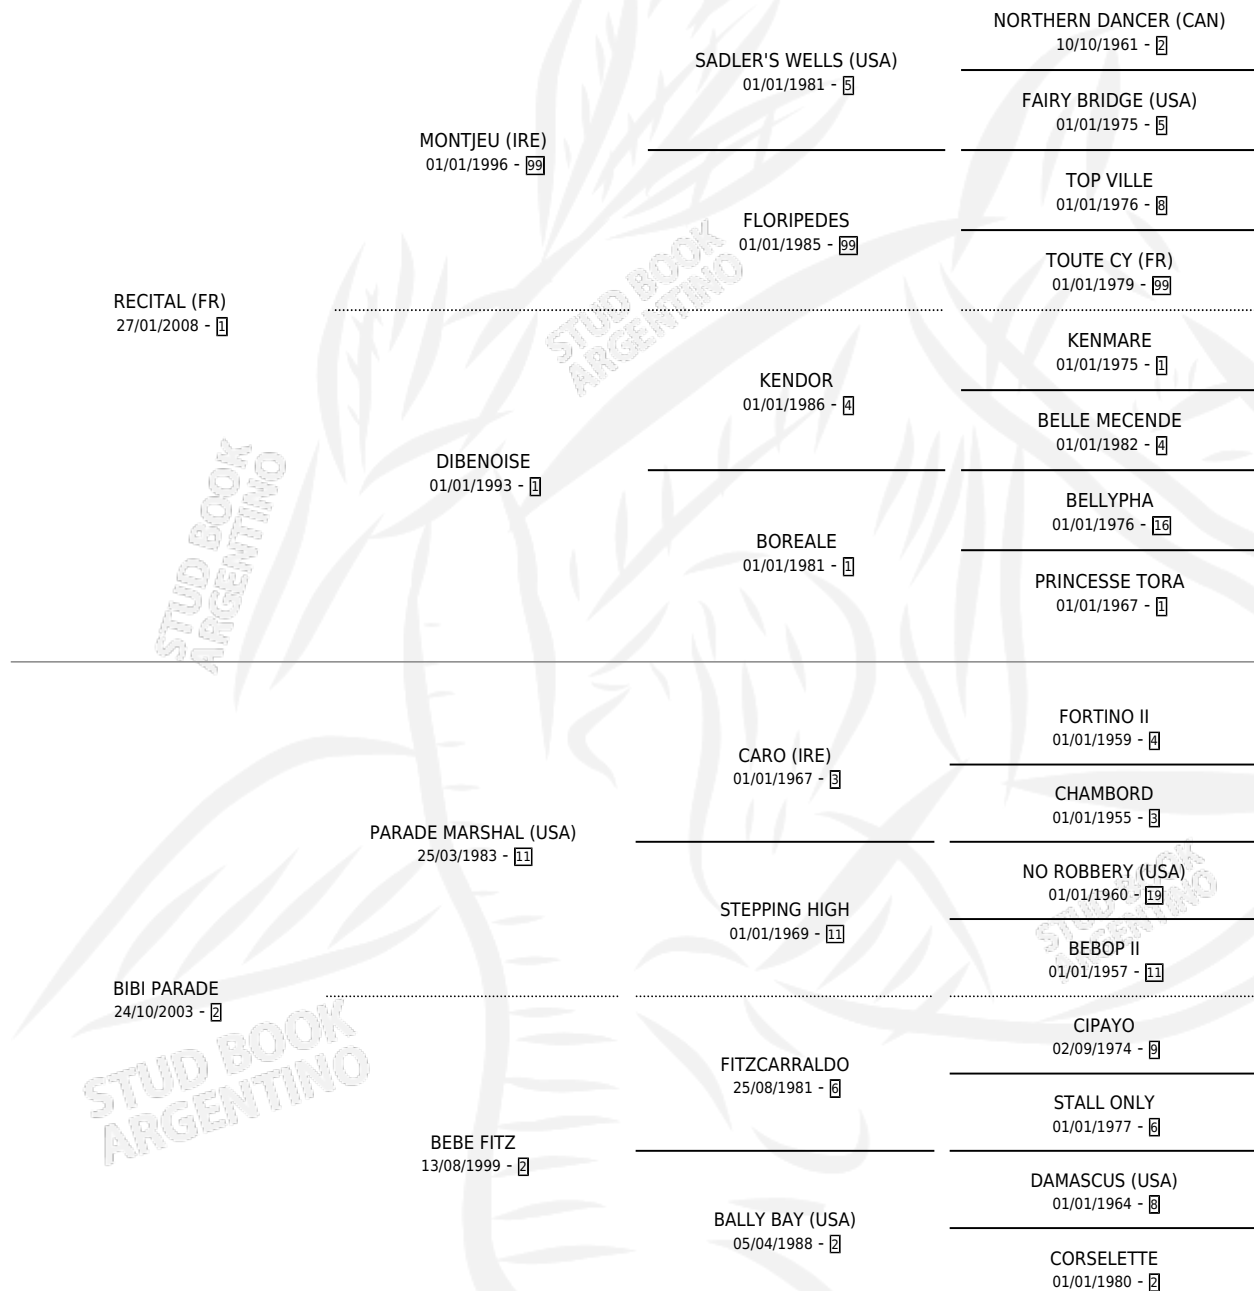 NORTHERN DANCER (CAN)
10/10/1961 - 2
SADLER'S WELLS (USA)
01/01/1981 - 5
FAIRY BRIDGE (USA)
01/01/1975 - 5
MONTJEU (IRE)
01/01/1996 - 99
TOP VILLE
01/01/1976 - 8
FLORIPEDES
01/01/1985 - 99
TOUTE CY (FR)
01/01/1979 - 99
RECITAL (FR)
27/01/2008 - 1
KENMARE
01/01/1975 - 1
KENDOR
01/01/1986 - 4
BELLE MECENDE
01/01/1982 - 4
DIBENOISE
01/01/1993 - 1
BELLYPHA
01/01/1976 - 16
BOREALE
01/01/1981 - 1
PRINCESSE TORA
01/01/1967 - 1
FORTINO II
01/01/1959 - 4
CARO (IRE)
01/01/1967 - 3
CHAMBORD
01/01/1955 - 3
PARADE MARSHAL (USA)
25/03/1983 - 11
NO ROBBERY (USA)
01/01/1960 - 19
STEPPING HIGH
01/01/1969 - 11
BEBOP II
01/01/1957 - 11
BIBI PARADE
24/10/2003 - 2
CIPAYO
02/09/1974 - 9
FITZCARRALDO
25/08/1981 - 6
STALL ONLY
01/01/1977 - 6
BEBE FITZ
13/08/1999 - 2
DAMASCUS (USA)
01/01/1964 - 8
BALLY BAY (USA)
05/04/1988 - 2
CORSELETTE
01/01/1980 - 2
STUD BOOK
ARGENTINO
STUD BOOK
ARGENTINO
STUD BOOK
ARGENTINO
STUD BOOK
ARGENTINO